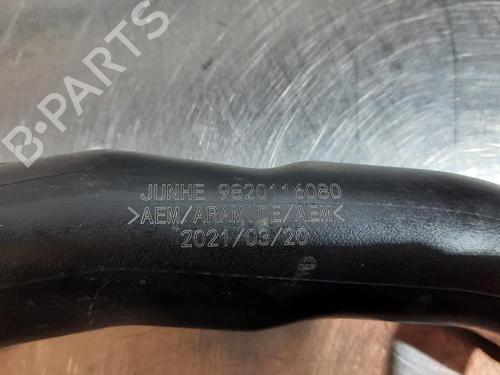 B-PARTS
JUNHE 9820116080
>AEM/ARAMIDE/AEM<
2021/03/20